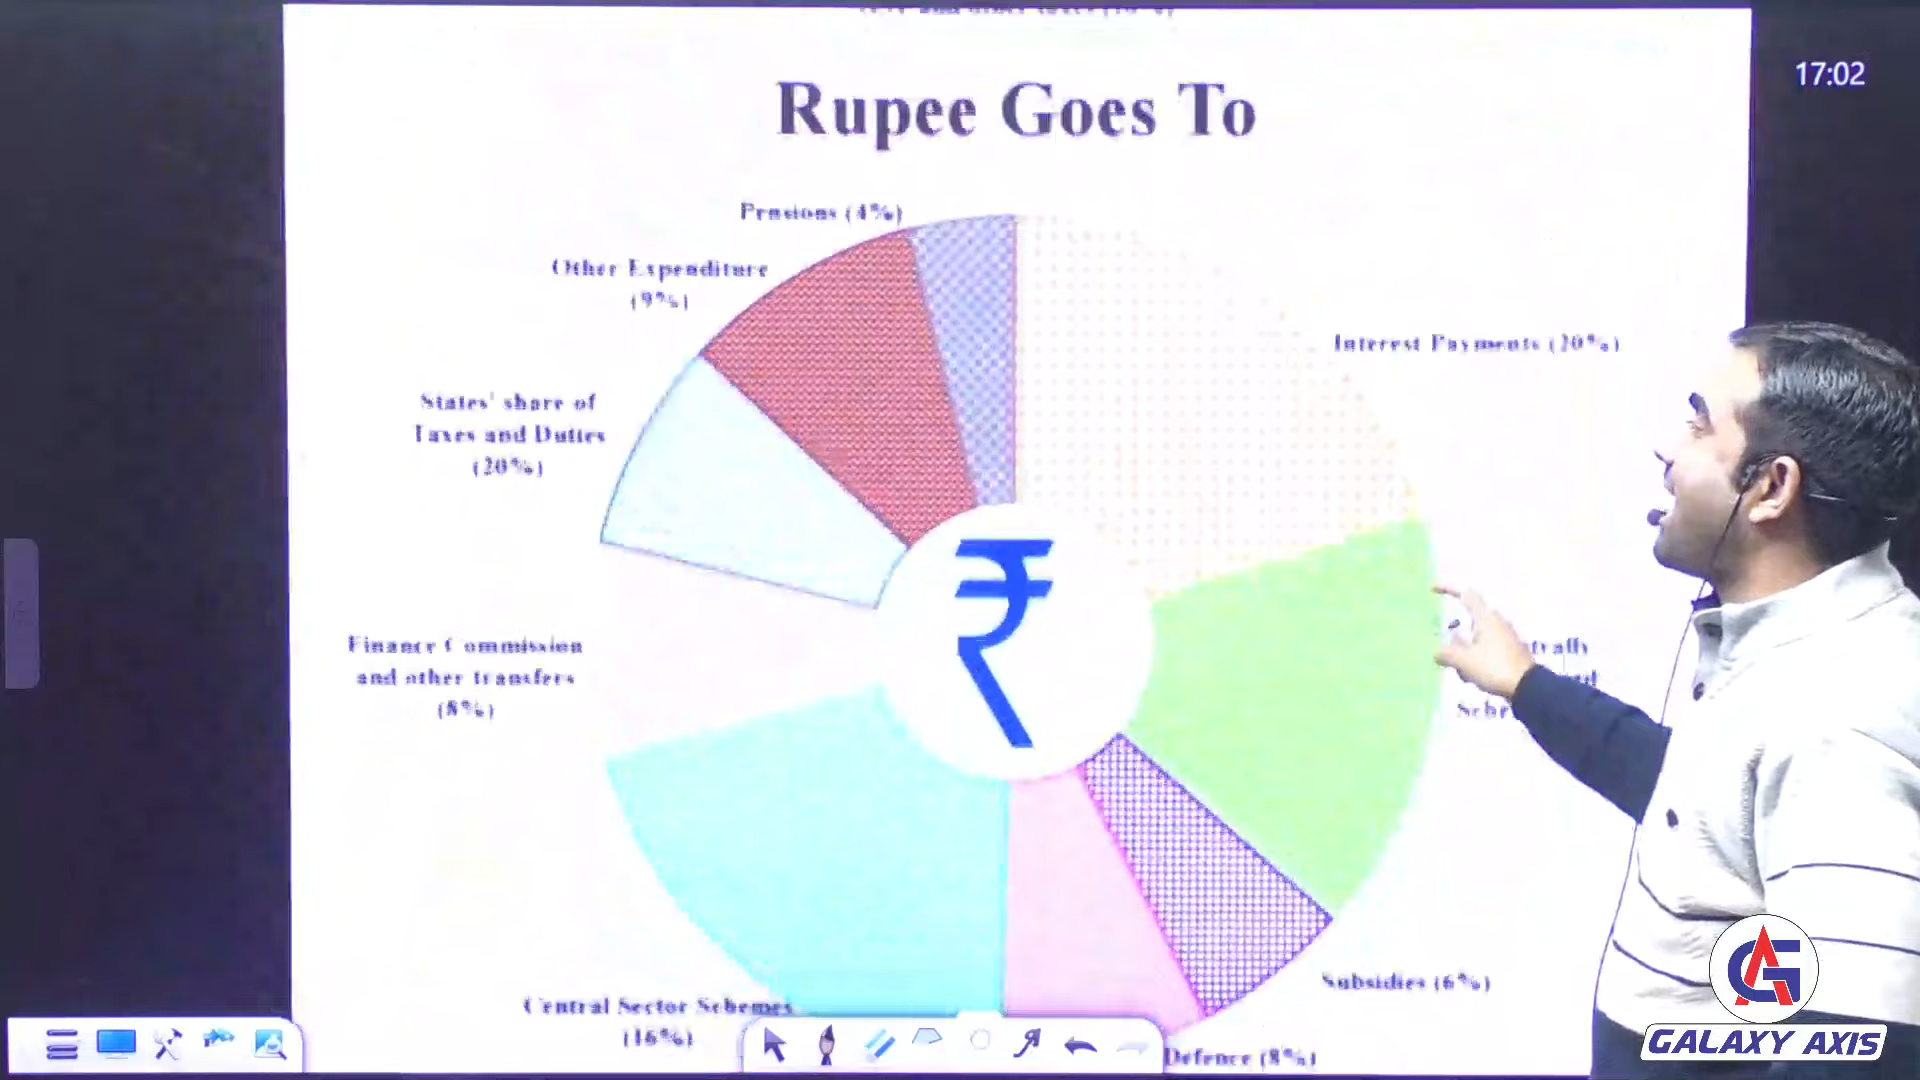 17:02
Rupee Goes To
Pensions (4%)
Other Expenditure
(9%)
Interest Payments (20%)
States' share of
Taxes and Duties
(20%)
Finance Commission
and other transfers
(8%)
Subsidies (6%)
Central Sector Schemes
(16%)
Defence (8%)
GALAXY AXIS